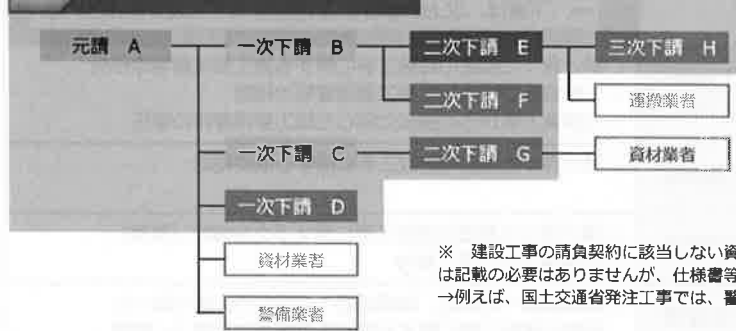 元請 A 一次下請 B 二次下請 E 三次下請 H
二次下請 F 運搬業者
一次下請 C 二次下請 G 資材業者
一次下請 D
資材業者
警備業者
※ 建設工事の請負契約に該当しない資
は記載の必要はありませんが、仕様書等
→例えば、国土交通省発注工事では、警